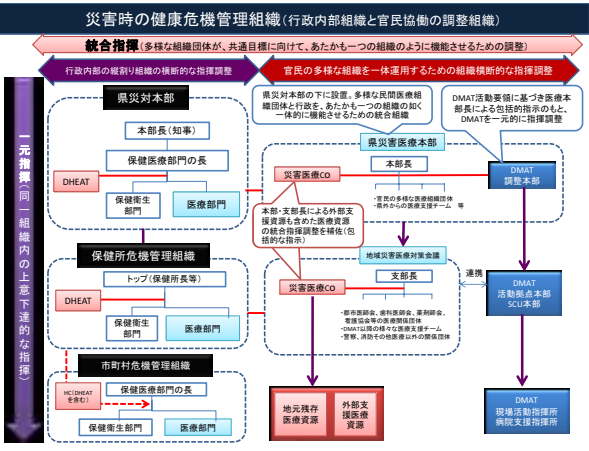 災害時の健康危機管理組織(行政内部組織と官民協働の調整組織)
統合指揮(多様な組織団体が、共通目標に向けて、あたかも一つの組織のように機能させるための調整)
行政内部の縦割り組織の横断的な指揮調整
官民の多様な組織を一体運用するための組織横断的な指揮調整
一元指揮(同一組織内の上意下達的な指揮)
県災対本部
本部長(知事)
保健医療部門の長
DHEAT
保健衛生
部門
医療部門
保健所危機管理組織
トップ(保健所長等)
DHEAT
保健衛生
部門
医療部門
市町村危機管理組織
保健医療部門の長
HC(DHEAT
を含む)
保健衛生部門
医療部門
県災対本部の下に設置。多様な民間医療組
織団体と行政を、あたかも一つの組織の如く
一体的に機能させるための統合組織
DMAT活動要領に基づき医療本
部長による包括的指示のもと、
DMATを一元的に指揮調整
県災害医療本部
本部長
災害医療CO
・官民の多様な医療組織団体
・県外からの医療支援チーム 等
DMAT
調整本部
本部・支部長による外部支
援資源も含めた医療資源
の統合指揮調整を補佐(包
括的な指示)
地域災害医療対策会議
支部長
災害医療CO
・郡市医師会、歯科医師会、薬剤師会、
看護協会等の医療関係団体
・DMAT以降の様々な医療支援チーム
・警察、消防その他医療以外の関係団体
連携
DMAT
活動拠点本部
SCU本部
地元残存
医療資源
外部支
援医療
資源
DMAT
現場活動指揮所
病院支援指揮所